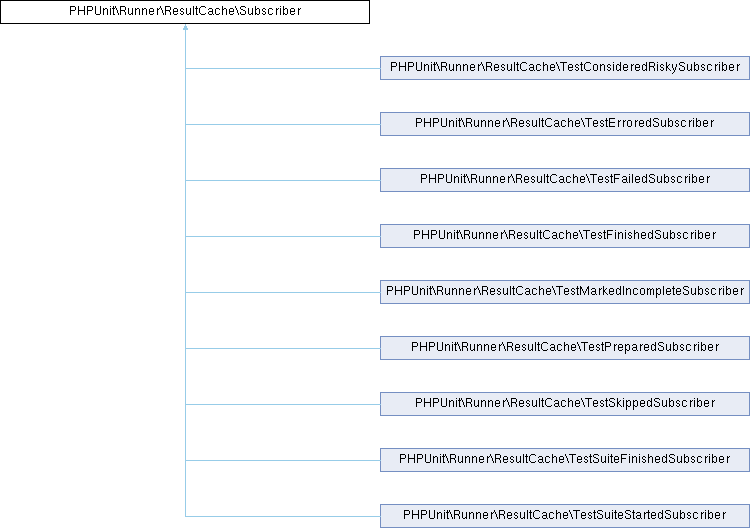 PHPUnit\Runner\ResultCache\Subscriber
PHPUnit\Runner\ResultCache\TestConsideredRiskySubscriber
PHPUnit\Runner\ResultCache\TestErroredSubscriber
PHPUnit\Runner\ResultCache\TestFailedSubscriber
PHPUnit\Runner\ResultCache\TestFinishedSubscriber
PHPUnit\Runner\ResultCache\TestMarkedIncompleteSubscriber
PHPUnit\Runner\ResultCache\TestPreparedSubscriber
PHPUnit\Runner\ResultCache\TestSkippedSubscriber
PHPUnit\Runner\ResultCache\TestSuiteFinishedSubscriber
PHPUnit\Runner\ResultCache\TestSuiteStartedSubscriber